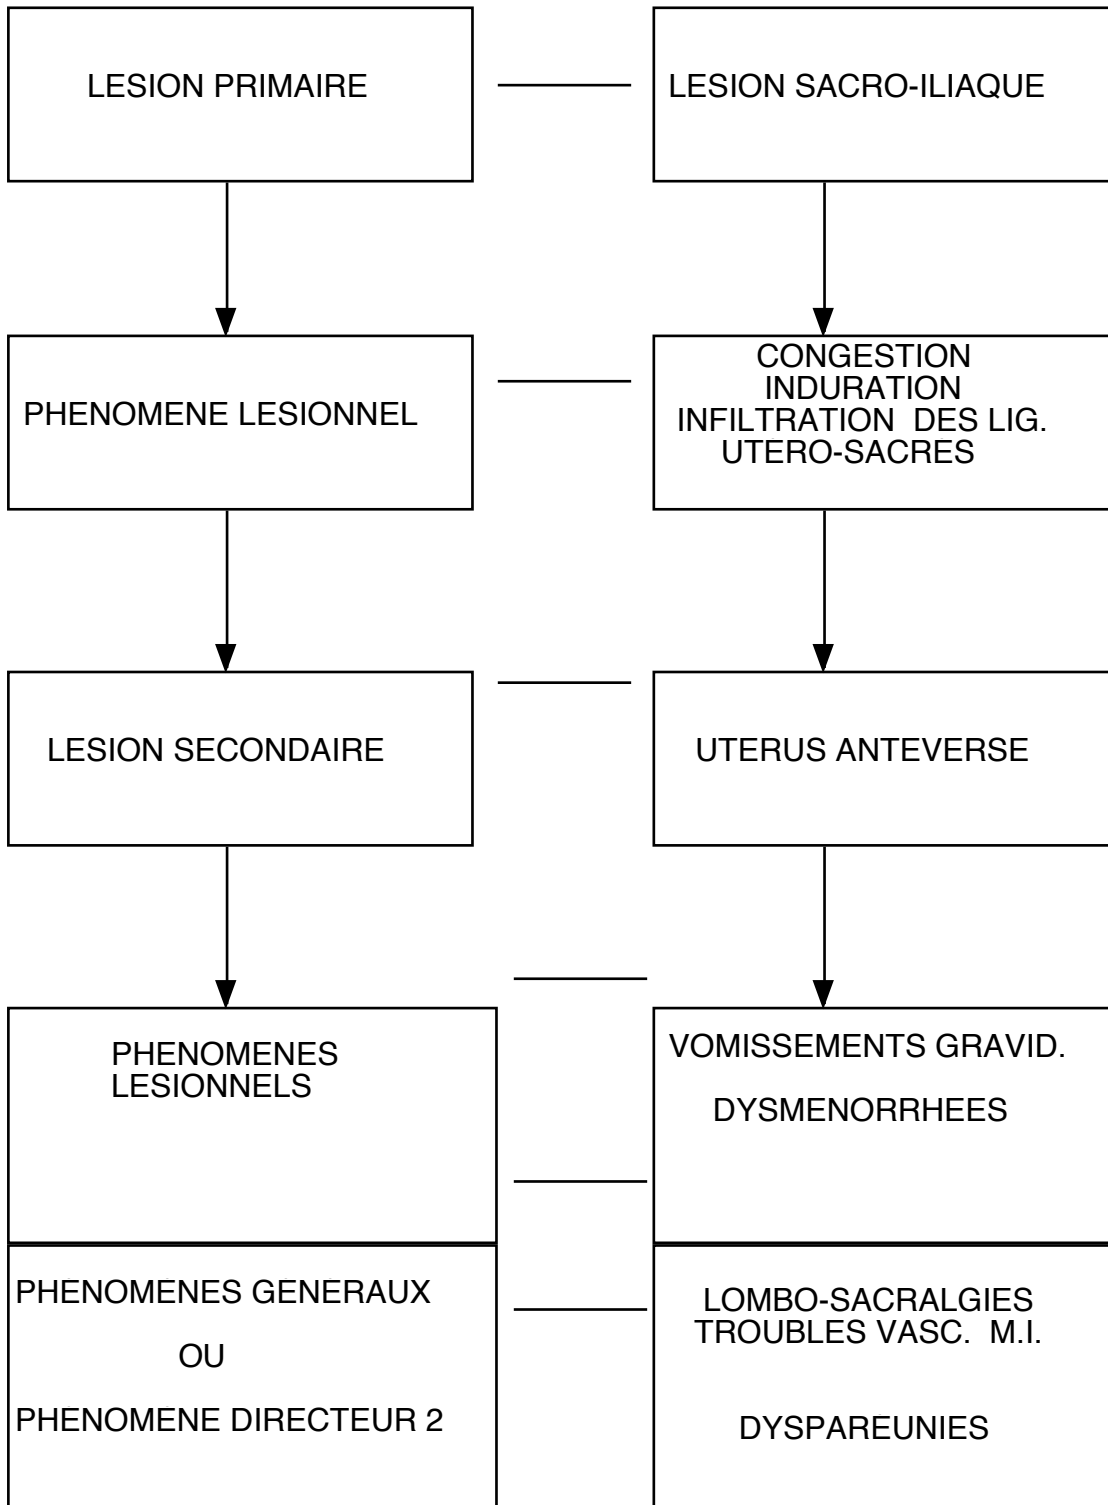 LESION PRIMAIRE
LESION SACRO-ILIAQUE
PHENOMENE LESIONNEL
CONGESTION
INDURATION
INFILTRATION DES LIG.
UTERO-SACRES
LESION SECONDAIRE
UTERUS ANTEVERSE
PHENOMENES
LESIONNELS
VOMISSEMENTS GRAVID.
DYSMENORRHEES
PHENOMENES GENERAUX
OU
PHENOMENE DIRECTEUR 2
LOMBO-SACRALGIES
TROUBLES VASC. M.I.
DYSPAREUNIES